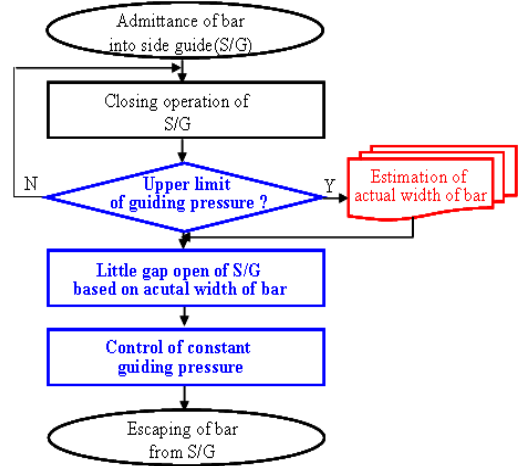 Admittance of bar
into side guide(S/G)
Closing operation of
S/G
N
Upper limit
of guiding pressure ?
Y
Estimation of
actual width of bar
Little gap open of S/G
based on acutal width of bar
Control of constant
guiding pressure
Escaping of bar
from S/G